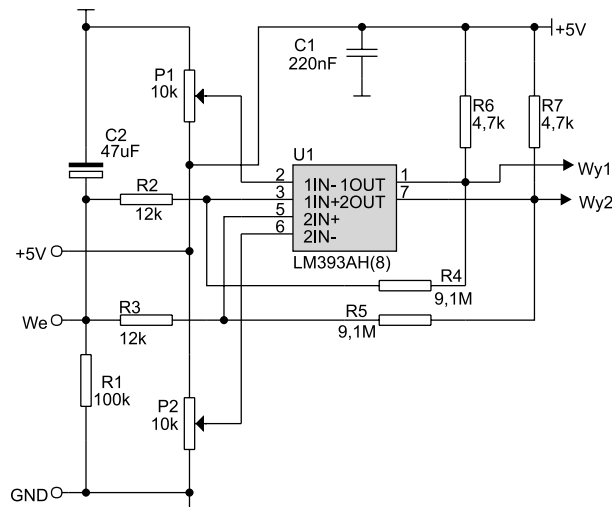 +5V
C1
220nF
P1
10k
R6
4,7k
R7
4,7k
C2
47uF
U1
2
1IN-
1OUT
1
Wy1
3
1IN+
2OUT
7
Wy2
5
2IN+
6
2IN-
LM393AH(8)
R2
12k
+5V
R4
9,1M
We
R3
12k
R5
9,1M
R1
100k
P2
10k
GND